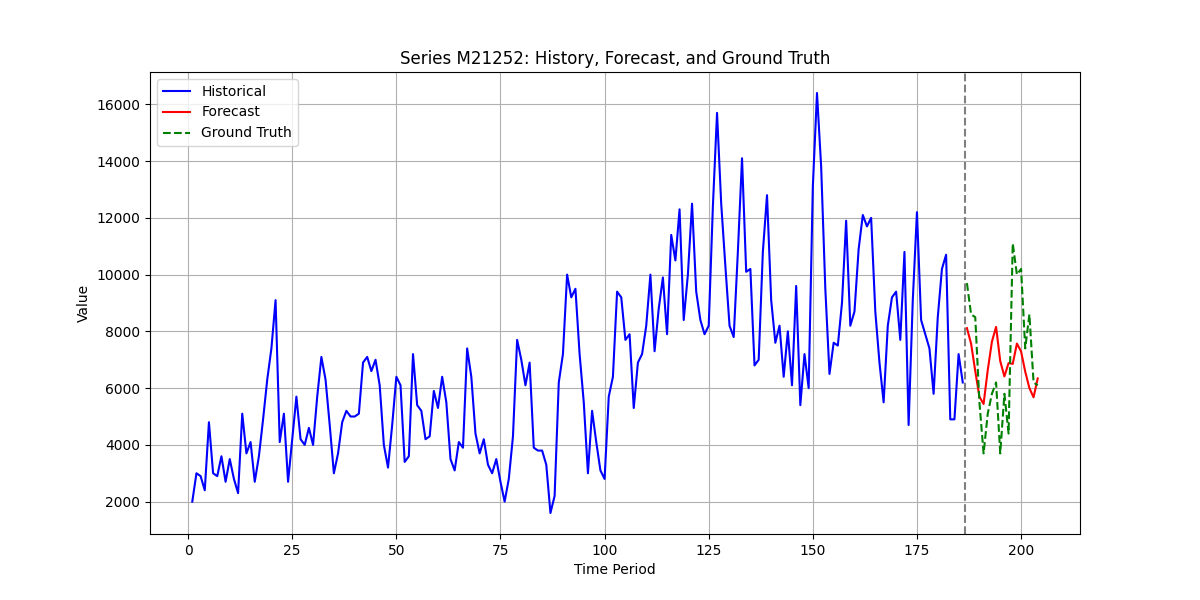 Series M21252: History, Forecast, and Ground Truth
Historical
Forecast
Ground Truth
16000
14000
12000
10000
8000
6000
4000
2000
Value
0 25 50 75 100 125 150 175 200
Time Period